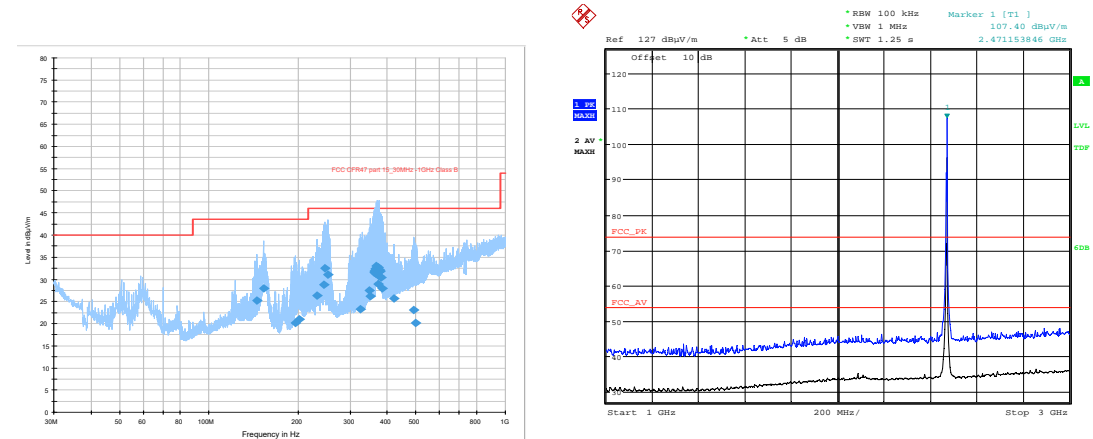 80
75
70
65
60
55
50
45
40
35
30
25
20
15
10
5
0
Level in dBµV/m
FCC CFR47 part 15_30MHz -1GHz Class B
30M 50 60 80 100M 200 300 400 500 800 1G
Frequency in Hz
R S
* RBW 100 kHz Marker 1 [T1 ]
* VBW 1 MHz 107.40 dBµV/m
Ref 127 dBµV/m * Att 5 dB * SWT 1.25 s 2.471153846 GHz
Offset 10 dB
120
A
1 PK
MAXH
110
1
LVL
2 AV *
MAXH
100
TDF
90
80
FCC_PK
70
6DB
60
FCC_AV
50
40
30
Start 1 GHz 200 MHz/ Stop 3 GHz